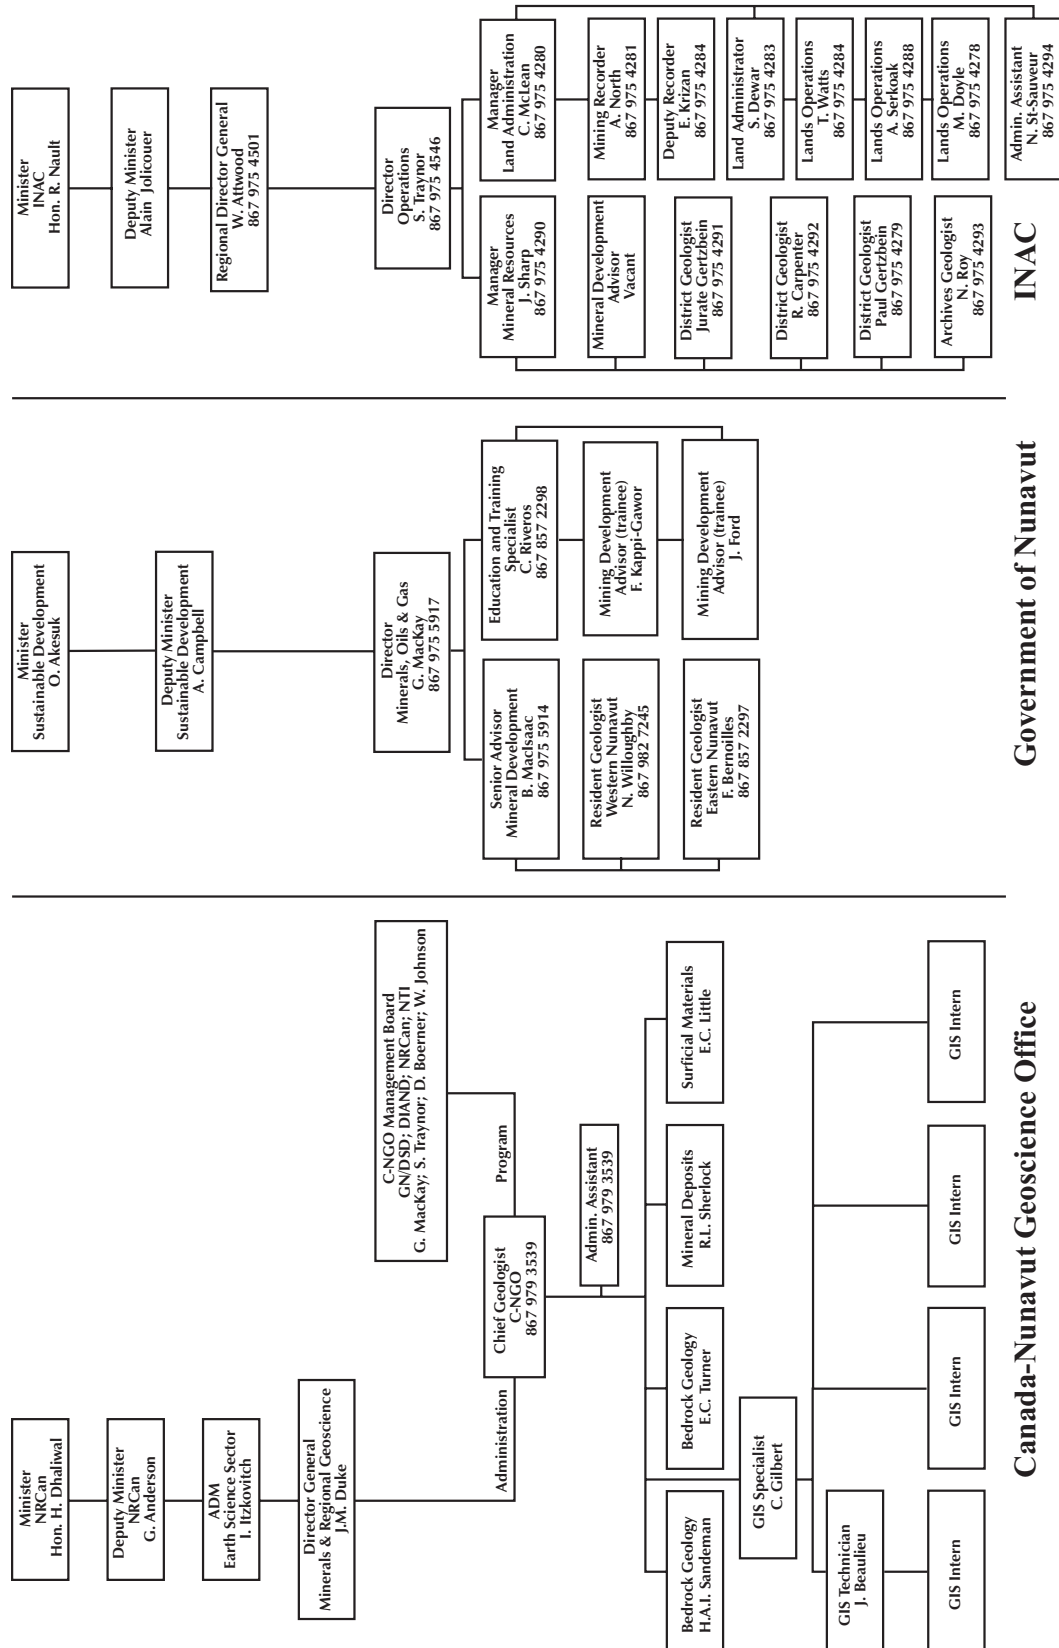 Minister
NRCan
Hon. H. Dhaliwal
Deputy Minister
NRCan
G. Anderson
ADM
Earth Science Sector
I. Itzkovitch
Director General
Minerals & Regional Geoscience
J.M. Duke
C-NGO Management Board
GN/DSD; DIAND; NRCan; NTI
G. MacKay; S. Traynor; D. Boerner; W. Johnson
Administration
Program
Chief Geologist
C-NGO
867 979 3539
Admin. Assistant
867 979 3539
Bedrock Geology
H.A.I. Sandeman
Bedrock Geology
E.C. Turner
Mineral Deposits
R.L. Sherlock
Surficial Materials
E.C. Little
GIS Specialist
C. Gilbert
GIS Technician
J. Beaulieu
GIS Intern
GIS Intern
GIS Intern
GIS Intern
Canada-Nunavut Geoscience Office
Minister
Sustainable Development
O. Akesuk
Deputy Minister
Sustainable Development
A. Campbell
Director
Minerals, Oils & Gas
G. MacKay
867 975 5917
Senior Advisor
Mineral Development
B. MacIsaac
867 975 5914
Resident Geologist
Western Nunavut
N. Willoughby
867 982 7245
Resident Geologist
Eastern Nunavut
F. Bernoilles
867 857 2297
Education and Training
Specialist
C. Riveros
867 857 2298
Mining Development
Advisor (trainee)
F. Kappi-Gawor
Mining Development
Advisor (trainee)
J. Ford
Government of Nunavut
Minister
INAC
Hon. R. Nault
Deputy Minister
Alain Jolicouer
Regional Director General
W. Attwood
867 975 4501
Director
Operations
S. Traynor
867 975 4546
Manager
Mineral Resources
J. Sharp
867 975 4290
Mineral Development
Advisor
Vacant
District Geologist
Jurate Gertzbein
867 975 4291
District Geologist
R. Carpenter
867 975 4292
District Geologist
Paul Gertzbein
867 975 4279
Archives Geologist
N. Roy
867 975 4293
Manager
Land Administration
C. McLean
867 975 4280
Mining Recorder
A. North
867 975 4281
Deputy Recorder
E. Krizan
867 975 4284
Land Administrator
S. Dewar
867 975 4283
Lands Operations
T. Watts
867 975 4284
Lands Operations
A. Serkoak
867 975 4288
Lands Operations
M. Doyle
867 975 4278
Admin. Assistant
N. St-Sauveur
867 975 4294
INAC